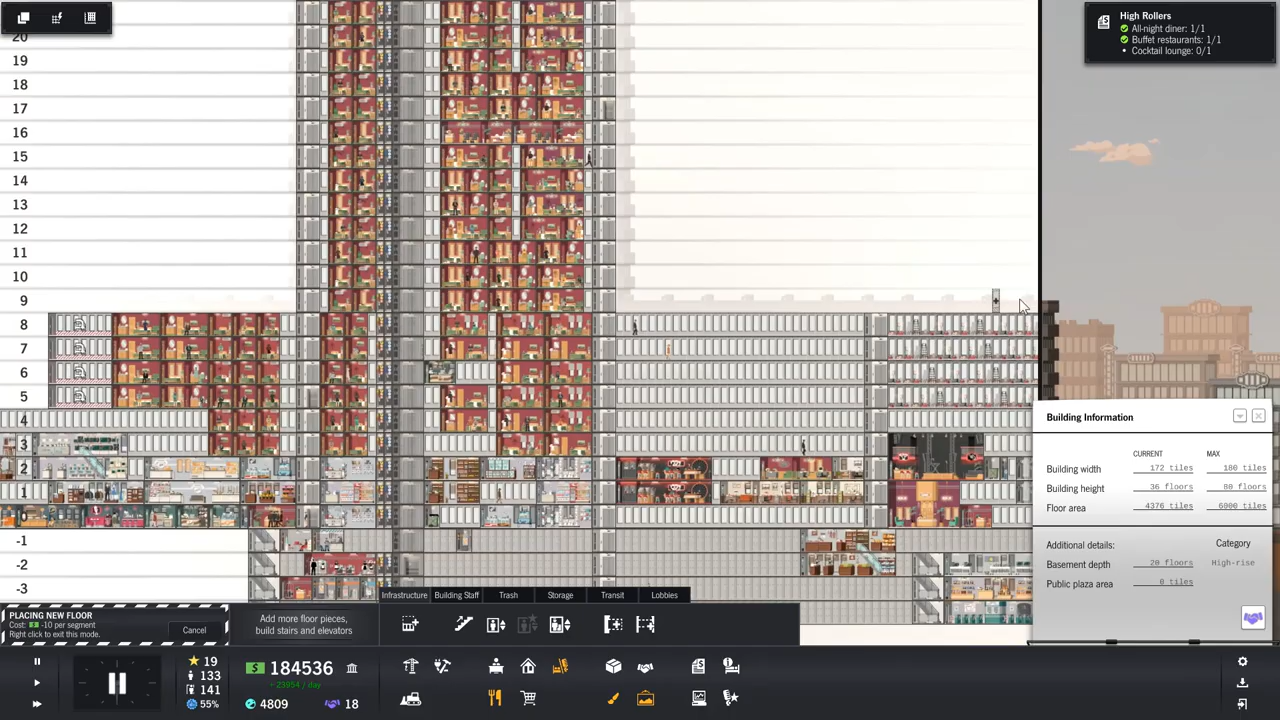 High Rollers
All-night diner: 1/1
Buffet restaurants: 1/1
• Cocktail lounge: 0/1
20
19
18
17
16
15
14
13
12
11
10
9
8
7
6
5
4
3
2
1
0
-1
-2
-3
Building Information
CURRENT MAX
Building width 172 tiles 180 tiles
Building height 36 floors 80 floors
Floor area 4376 tiles 6000 tiles
Additional details: Category
Basement depth 20 floors High-rise
Public plaza area 0 tiles
Infrastructure Building Staff Trash Storage Transit Lobbies
PLACING NEW FLOOR
Cost: -10 per segment
Right click to exit this mode.
Cancel
Add more floor pieces,
build stairs and elevators
19
133
141
55%
184536
+23954 / day
4809
18